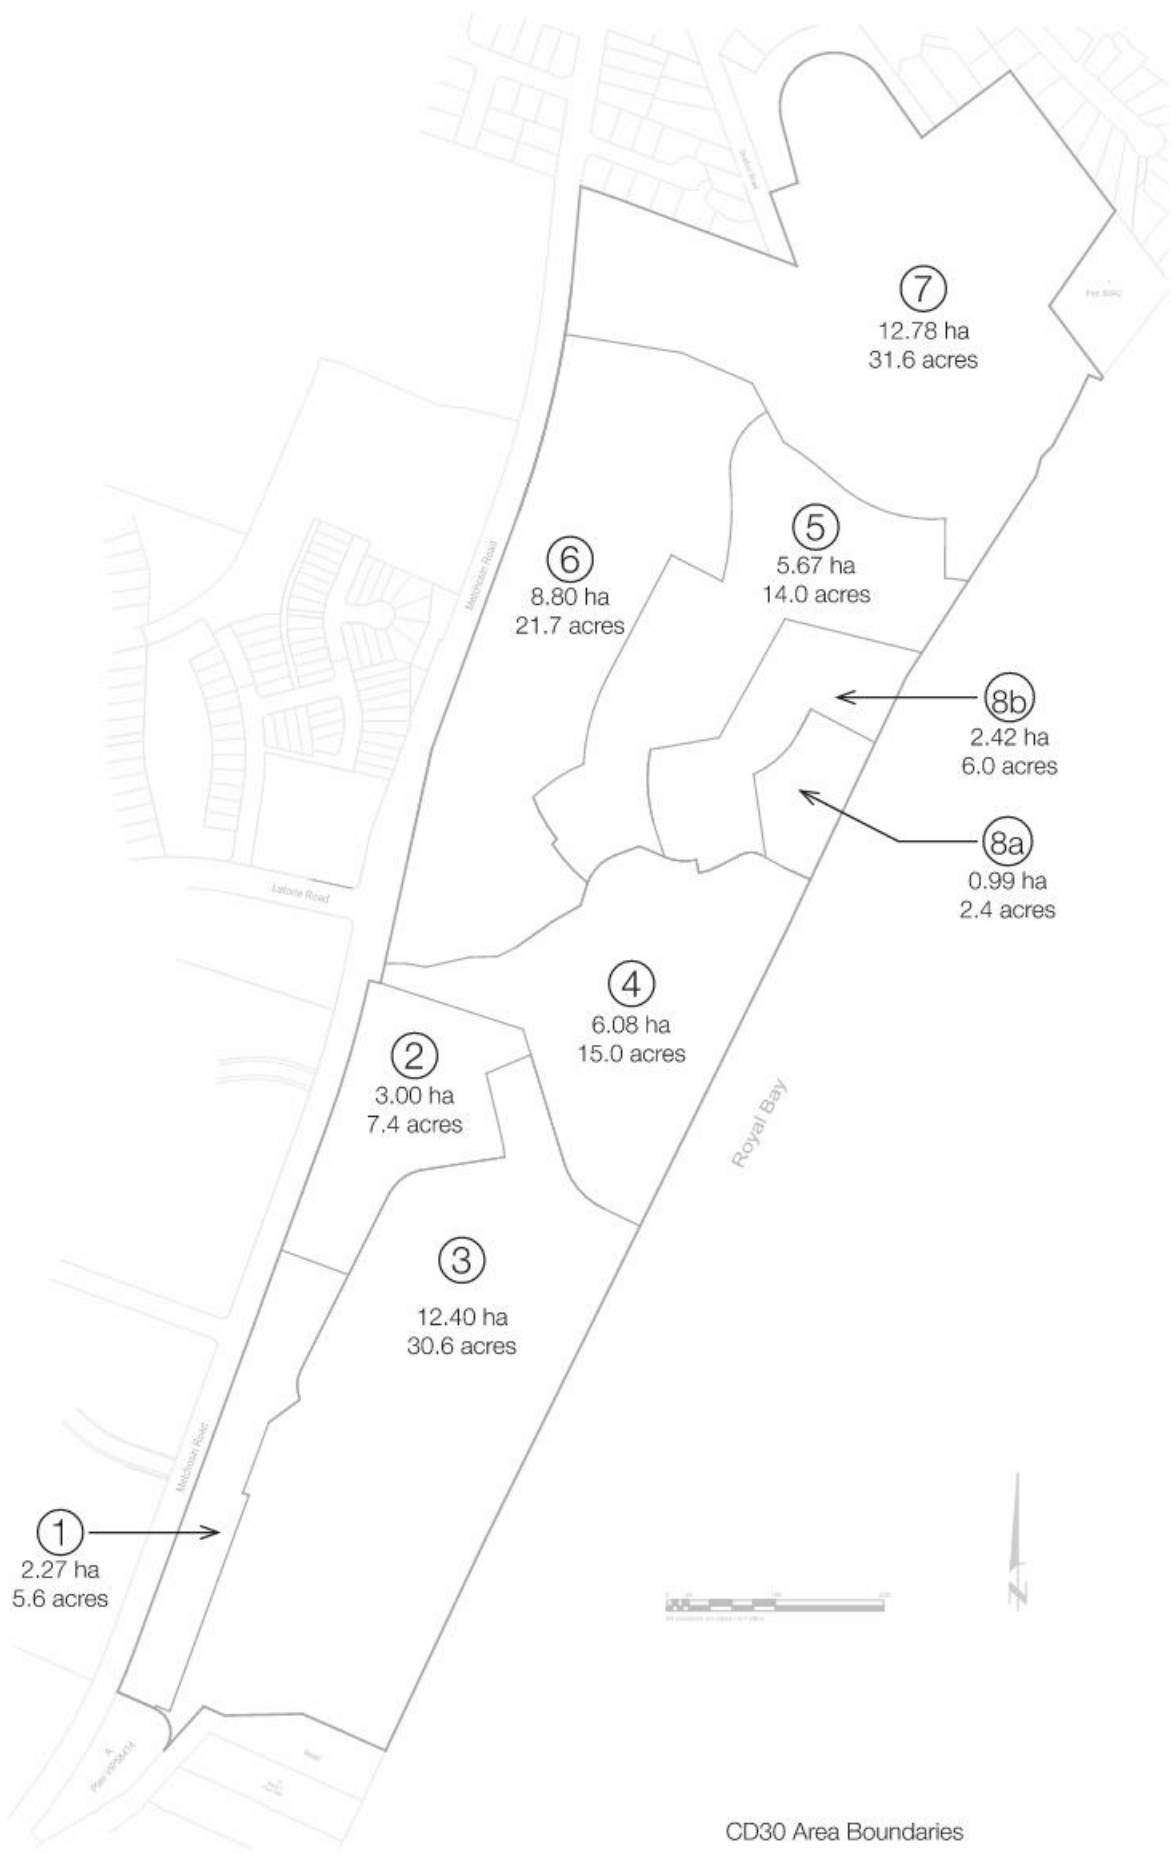 7
12.78 ha
31.6 acres
Metchosin Road
5
5.67 ha
14.0 acres
6
8.80 ha
21.7 acres
8b
2.42 ha
6.0 acres
8a
0.99 ha
2.4 acres
Latoria Road
4
6.08 ha
15.0 acres
2
3.00 ha
7.4 acres
Royal Bay
3
12.40 ha
30.6 acres
Metchosin Road
1
2.27 ha
5.6 acres
N
A
Plan VIP58414
CD30 Area Boundaries